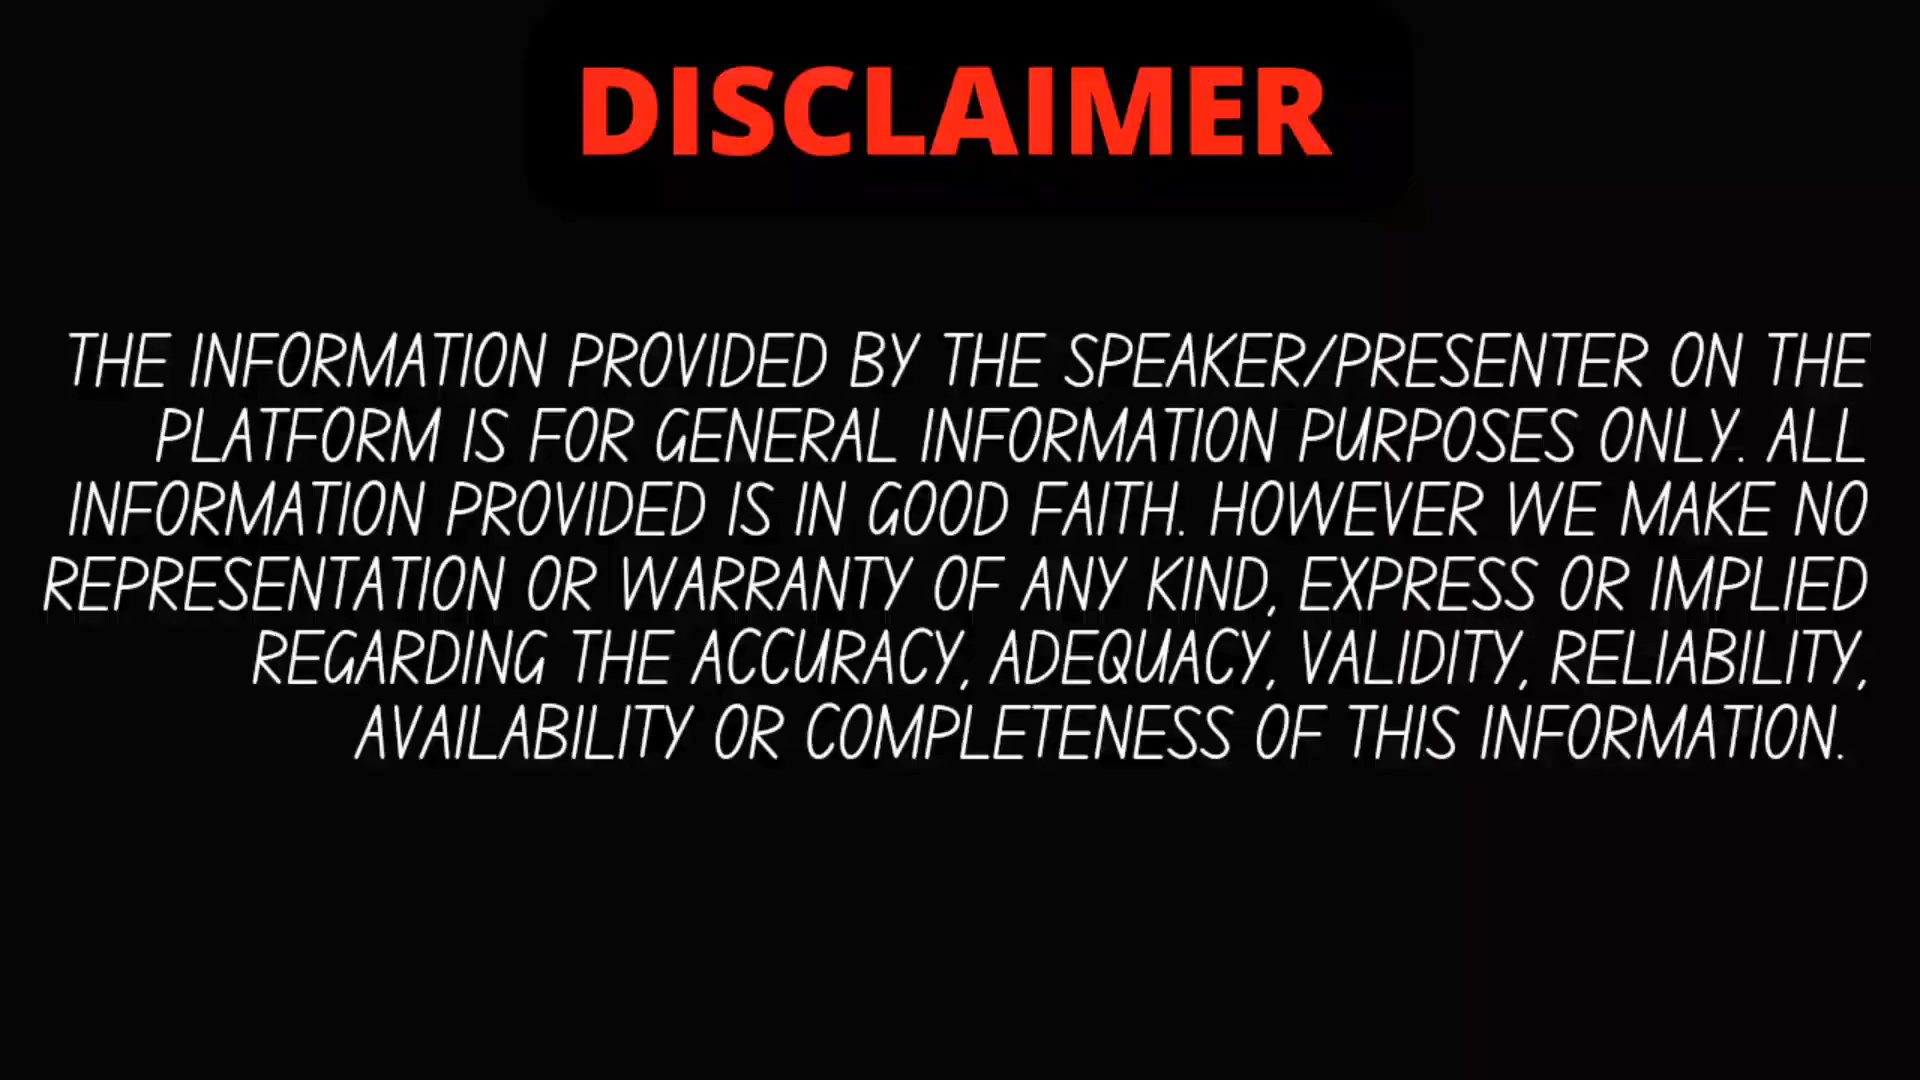 DISCLAIMER
THE INFORMATION PROVIDED BY THE SPEAKER/PRESENTER ON THE
PLATFORM IS FOR GENERAL INFORMATION PURPOSES ONLY. ALL
INFORMATION PROVIDED IS IN GOOD FAITH. HOWEVER WE MAKE NO
REPRESENTATION OR WARRANTY OF ANY KIND, EXPRESS OR IMPLIED
REGARDING THE ACCURACY, ADEQUACY, VALIDITY, RELIABILITY,
AVAILABILITY OR COMPLETENESS OF THIS INFORMATION.